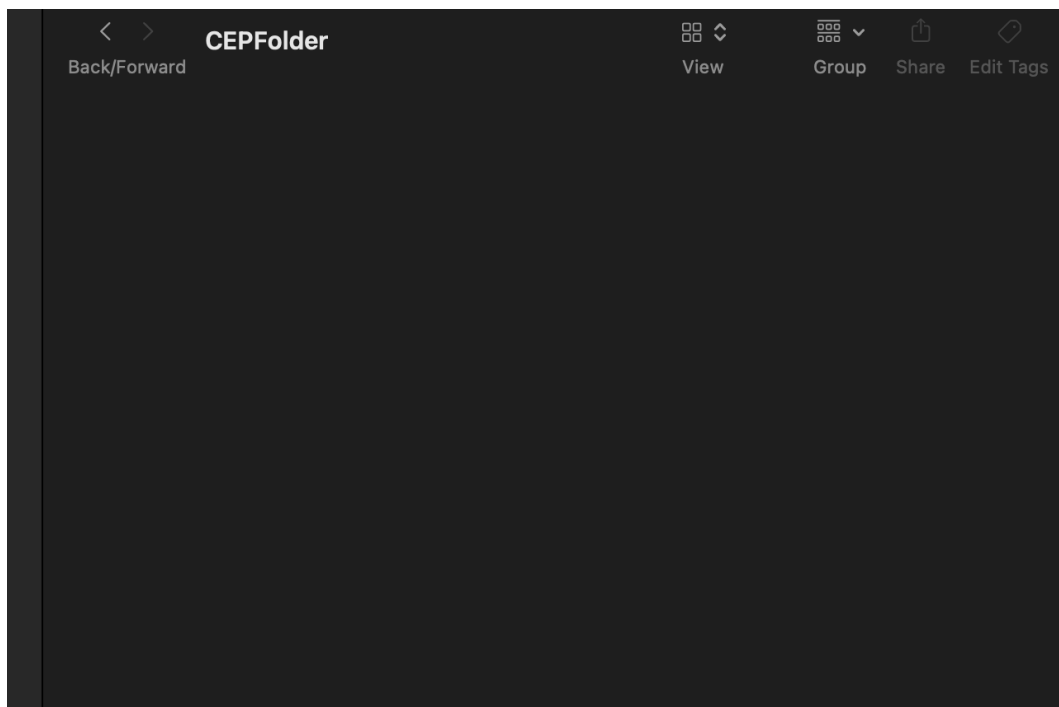 CEPFolder
Back/Forward
View
Group
Share
Edit Tags